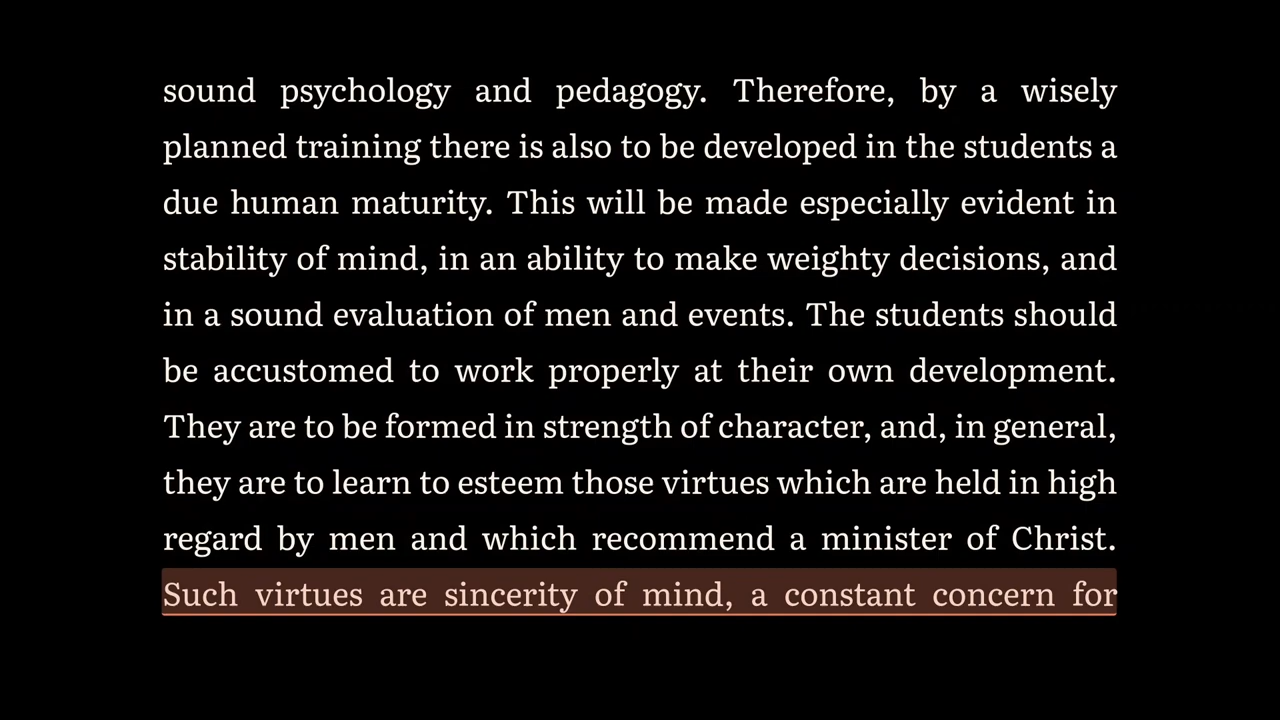 sound psychology and pedagogy. Therefore, by a wisely
planned training there is also to be developed in the students a
due human maturity. This will be made especially evident in
stability of mind, in an ability to make weighty decisions, and
in a sound evaluation of men and events. The students should
be accustomed to work properly at their own development.
They are to be formed in strength of character, and, in general,
they are to learn to esteem those virtues which are held in high
regard by men and which recommend a minister of Christ.
Such virtues are sincerity of mind, a constant concern for